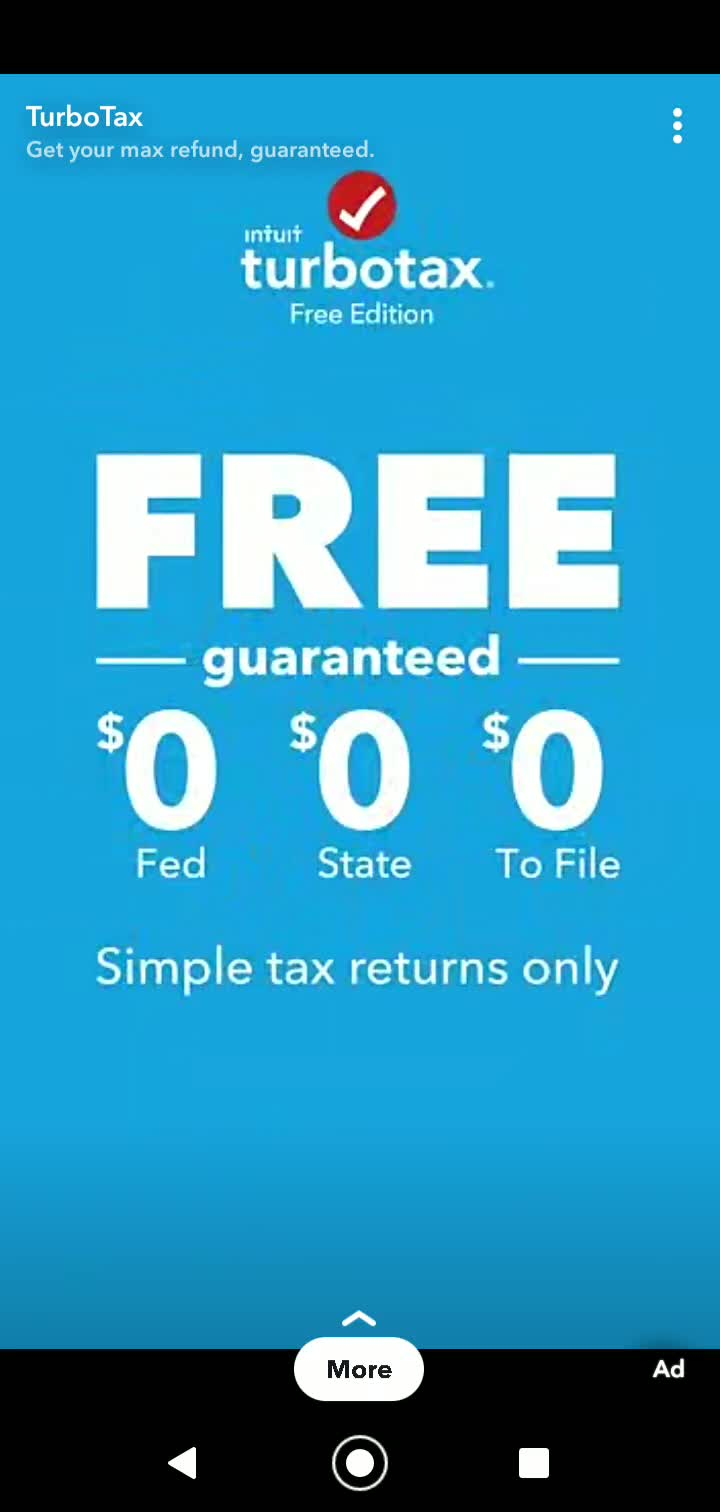 TurboTax
Get your max refund, guaranteed.
intuit
turbotax.
Free Edition
FREE
guaranteed
$0 $0 $0
Fed State To File
Simple tax returns only
More
Ad